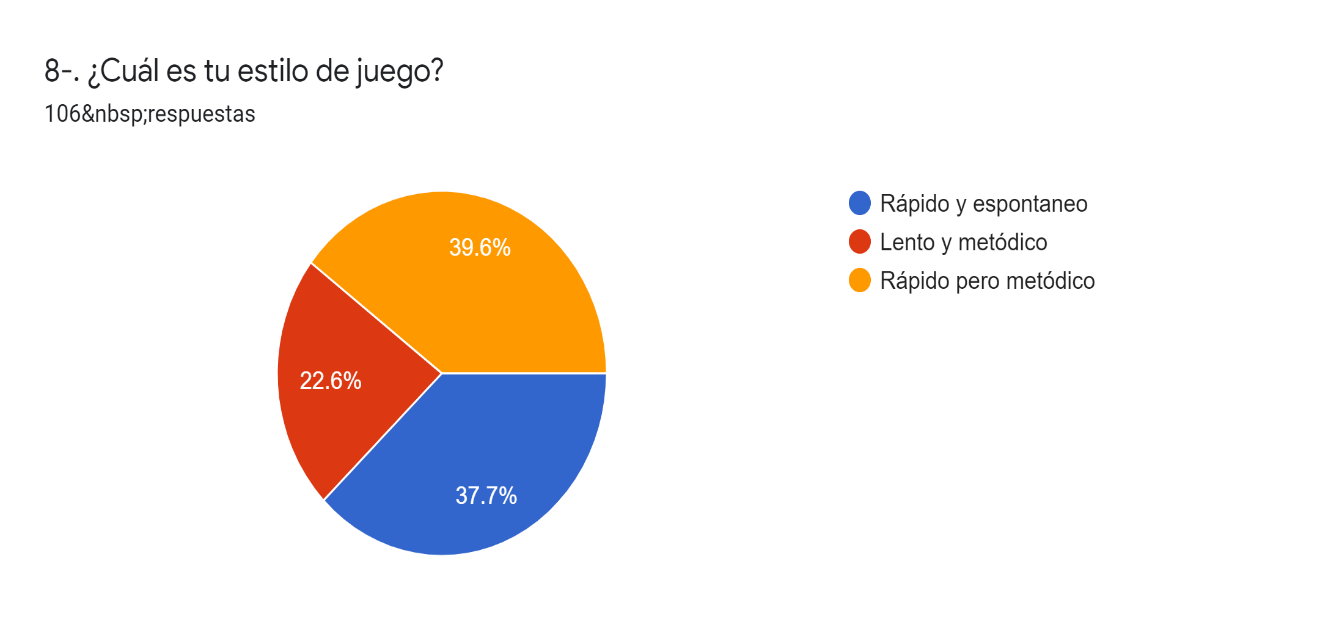 8-. ¿Cuál es tu estilo de juego?
106&nbsp;respuestas
Rápido y espontaneo
Lento y metódico
Rápido pero metódico
39.6%
22.6%
37.7%